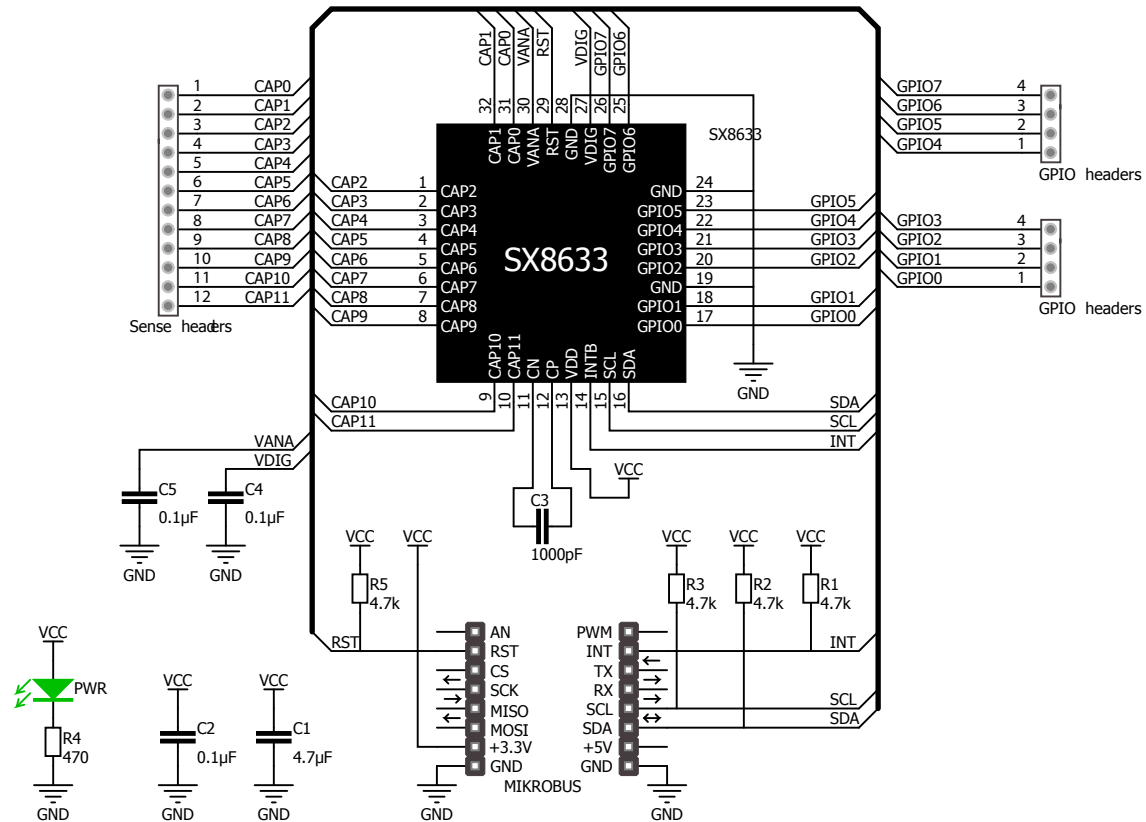 CAP1
CAP0
VANA
RST
VDIG
GPIO7
GPIO6
32
31
30
29
28
27
26
25
CAP1
CAP0
VANA
RST
GND
VDIG
GPIO7
GPIO6
SX8633
1 CAP0
2 CAP1
3 CAP2
4 CAP3
5 CAP4
6 CAP5
7 CAP6
8 CAP7
9 CAP8
10 CAP9
11 CAP10
12 CAP11
Sense headers
CAP2 1 CAP2
CAP3 2 CAP3
CAP4 3 CAP4
CAP5 4 CAP5
CAP6 5 CAP6
CAP7 6 CAP7
CAP8 7 CAP8
CAP9 8 CAP9
SX8633
GND 24
GPIO5 23 GPIO5
GPIO4 22 GPIO4
GPIO3 21 GPIO3
GPIO2 20 GPIO2
GND 19
GPIO1 18 GPIO1
GPIO0 17 GPIO0
GPIO7 4
GPIO6 3
GPIO5 2
GPIO4 1
GPIO headers
GPIO3 4
GPIO2 3
GPIO1 2
GPIO0 1
GPIO headers
GND
CAP10
CAP11
CN
CP
VDD
INTB
SCL
SDA
9
10
11
12
13
14
15
16
CAP10
CAP11
SDA
SCL
INT
VANA
VDIG
C5
0.1µF
GND
C4
0.1µF
GND
VCC
C3
1000pF
VCC
R5
4.7k
VCC
VCC
R3
4.7k
VCC
R2
4.7k
VCC
R1
4.7k
RST
INT
SCL
SDA
AN
RST
CS
SCK
MISO
MOSI
+3.3V
GND
PWM
INT
TX
RX
SCL
SDA
+5V
GND
MIKROBUS
GND
GND
VCC
PWR
R4
470
GND
VCC
C2
0.1µF
GND
VCC
C1
4.7µF
GND